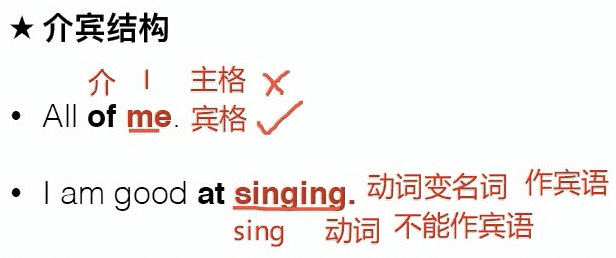 ★ 介宾结构
介 I 主格 ×
• All of me. 宾格 ✓
• I am good at singing. 动词变名词 作宾语
sing 动词 不能作宾语